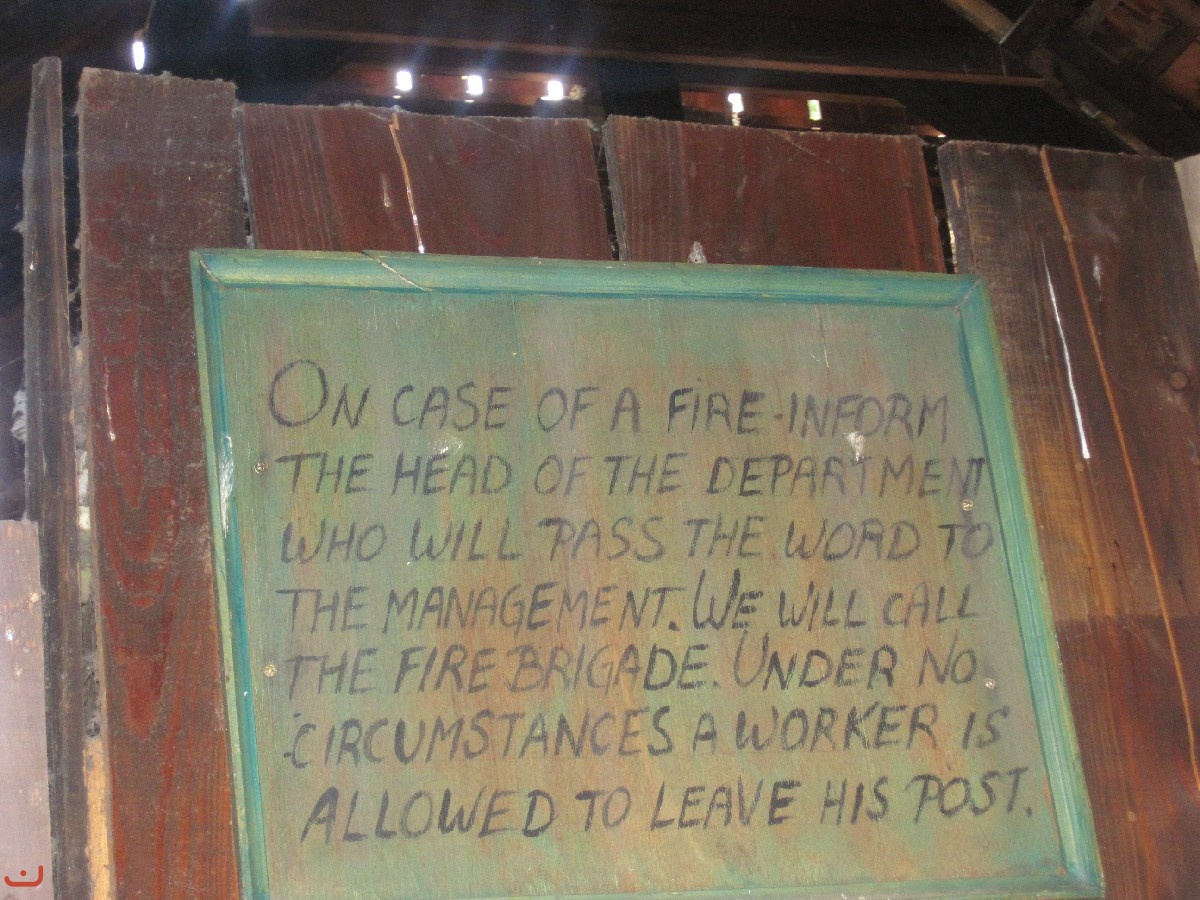 ON CASE OF A FIRE-INFORM
THE HEAD OF THE DEPARTMENT
WHO WILL PASS THE WORD TO
THE MANAGEMENT. WE WILL CALL
THE FIRE BRIGADE. UNDER NO
CIRCUMSTANCES A WORKER IS
ALLOWED TO LEAVE HIS POST.